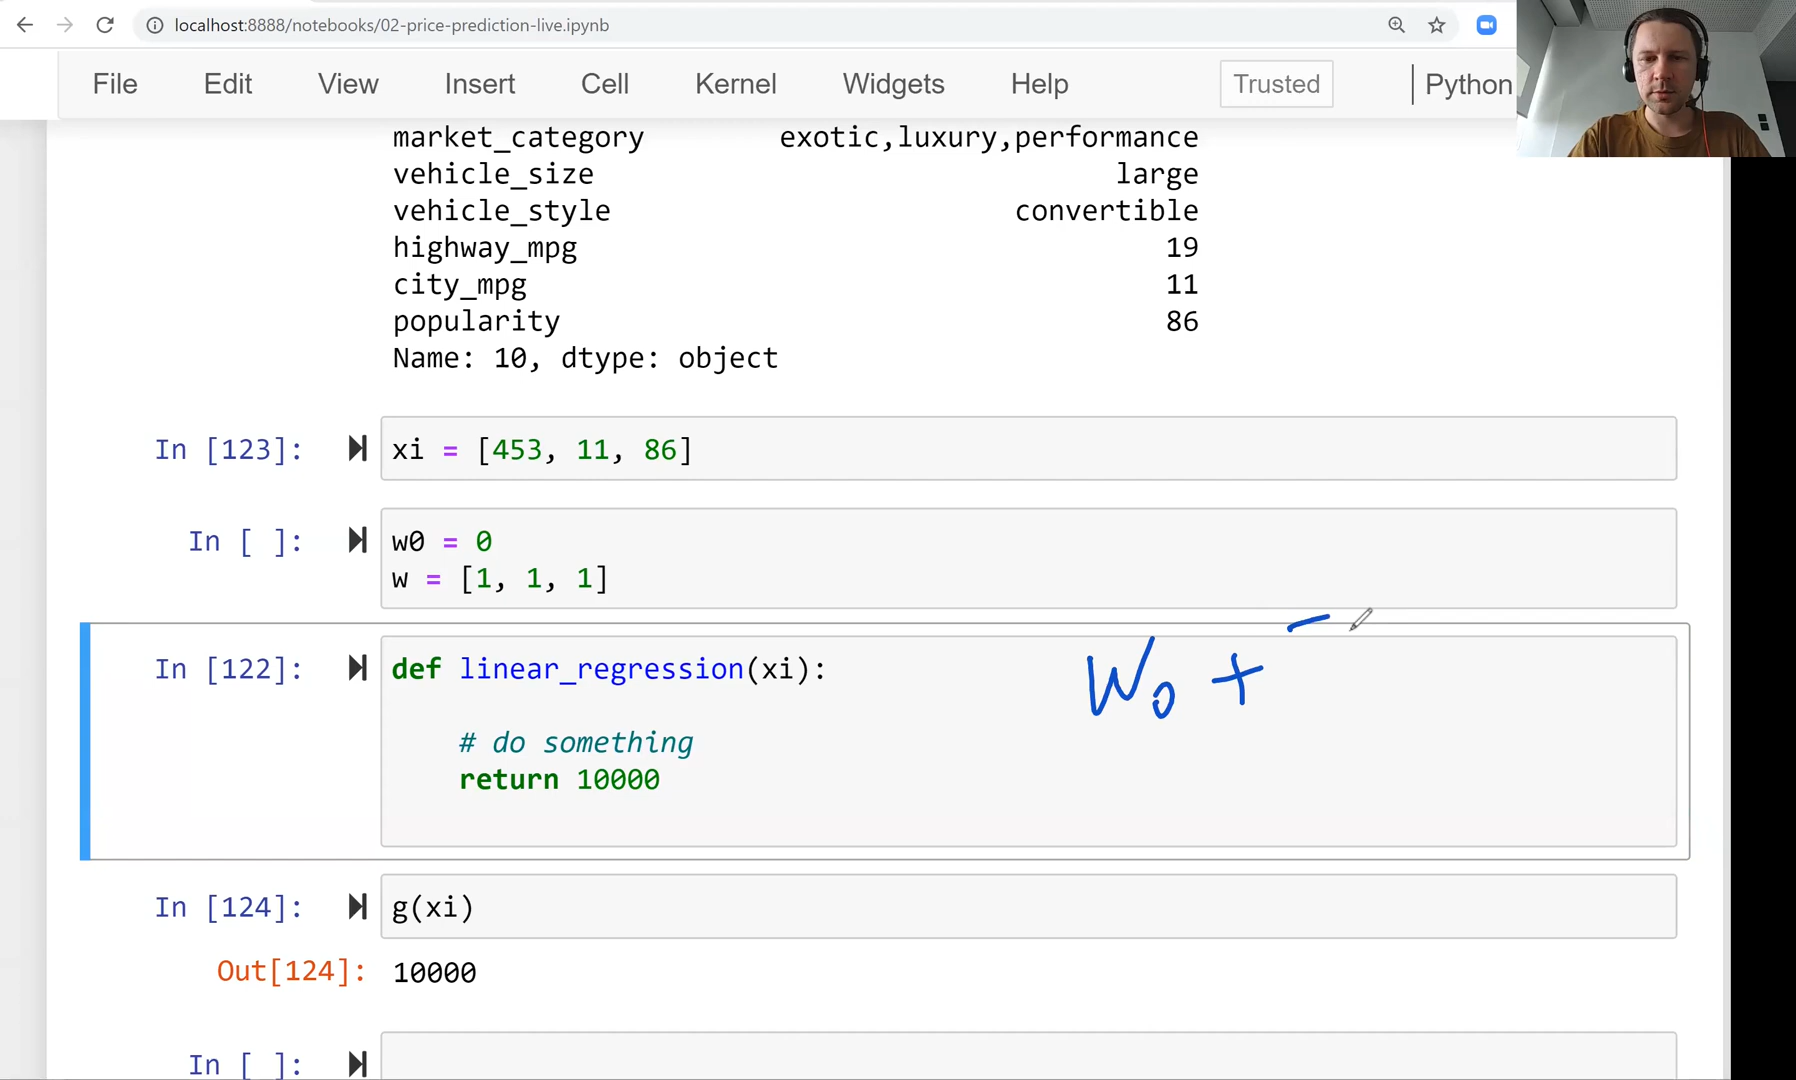 localhost:8888/notebooks/02-price-prediction-live.ipynb
File Edit View Insert Cell Kernel Widgets Help Trusted Python
market_category exotic,luxury,performance
vehicle_size large
vehicle_style convertible
highway_mpg 19
city_mpg 11
popularity 86
Name: 10, dtype: object
In [123]: xi = [453, 11, 86]
In [ ]: w0 = 0
w = [1, 1, 1]
In [122]: def linear_regression(xi): W0 +
# do something
return 10000
In [124]: g(xi)
Out[124]: 10000
In [ ]: